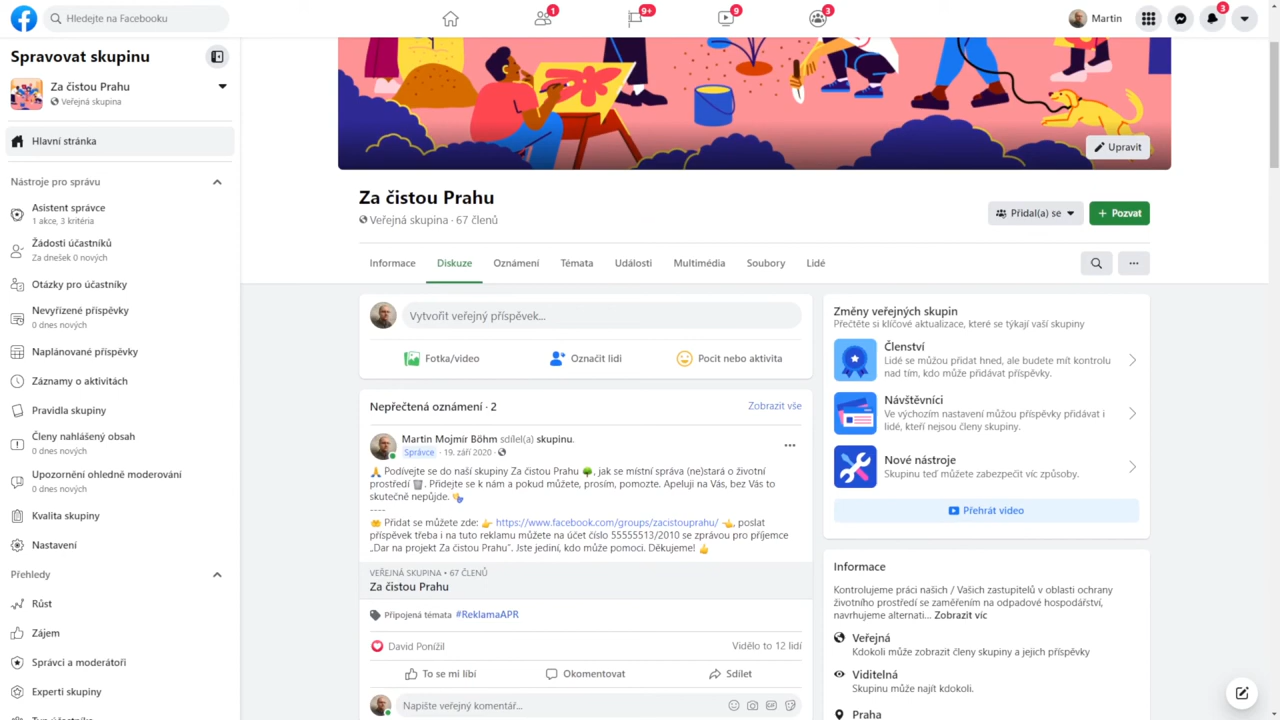 Hledejte na Facebooku
1
9+
9
3
Martin
3
Spravovat skupinu
Za čistou Prahu
Veřejná skupina
Hlavní stránka
Nástroje pro správu
Asistent správce
1 akce, 3 kritéria
Žádosti účastníků
Za dnešek 0 nových
Otázky pro účastníky
Nevyřízené příspěvky
0 dnes nových
Naplánované příspěvky
Záznamy o aktivitách
Pravidla skupiny
Členy nahlášený obsah
0 dnes nových
Upozornění ohledně moderování
0 dnes nových
Kvalita skupiny
Nastavení
Přehledy
Růst
Zájem
Správci a moderátoři
Experti skupiny
Upravit
Za čistou Prahu
Veřejná skupina · 67 členů
Přidal(a) se
+ Pozvat
Informace Diskuze Oznámení Témata Události Multimédia Soubory Lidé
Vytvořit veřejný příspěvek...
Fotka/video Označit lidi Pocit nebo aktivita
Nepřečtená oznámení · 2 Zobrazit vše
Martin Mojmír Böhm sdílel(a) skupinu.
Správce · 19. září 2020 ·
🙏 Podívejte se do naší skupiny Za čistou Prahu 🌳, jak se místní správa (ne)stará o životní
prostředí 🗑️. Přidejte se k nám a pokud můžete, prosím, pomozte. Apeluji na Vás, bez Vás to
skutečně nepůjde.
----
Přidat se můžete zde: 👉 https://www.facebook.com/groups/zacistouprahu/ 👈, poslat
příspěvek třeba i na tuto reklamu můžete na účet číslo 55555513/2010 se zprávou pro příjemce
„Dar na projekt Za čistou Prahu". Jste jediní, kdo může pomoci. Děkujeme! 👍
VEŘEJNÁ SKUPINA • 67 ČLENŮ
Za čistou Prahu
Připojená témata #ReklamaAPR
David Ponížil Vidělo to 12 lidí
To se mi líbí Okomentovat Sdílet
Napište veřejný komentář...
GIF
Změny veřejných skupin
Přečtěte si klíčové aktualizace, které se týkají vaší skupiny
Členství
Lidé se můžou přidat hned, ale budete mít kontrolu
nad tím, kdo může přidávat příspěvky.
Návštěvníci
Ve výchozím nastavení můžou příspěvky přidávat i
lidé, kteří nejsou členy skupiny.
Nové nástroje
Skupinu teď můžete zabezpečit víc způsoby.
Přehrát video
Informace
Kontrolujeme práci našich / Vašich zastupitelů v oblasti ochrany
životního prostředí se zaměřením na odpadové hospodářství,
navrhujeme alternati... Zobrazit víc
Veřejná
Kdokoli může zobrazit členy skupiny a jejich příspěvky
Viditelná
Skupinu může najít kdokoli.
Praha